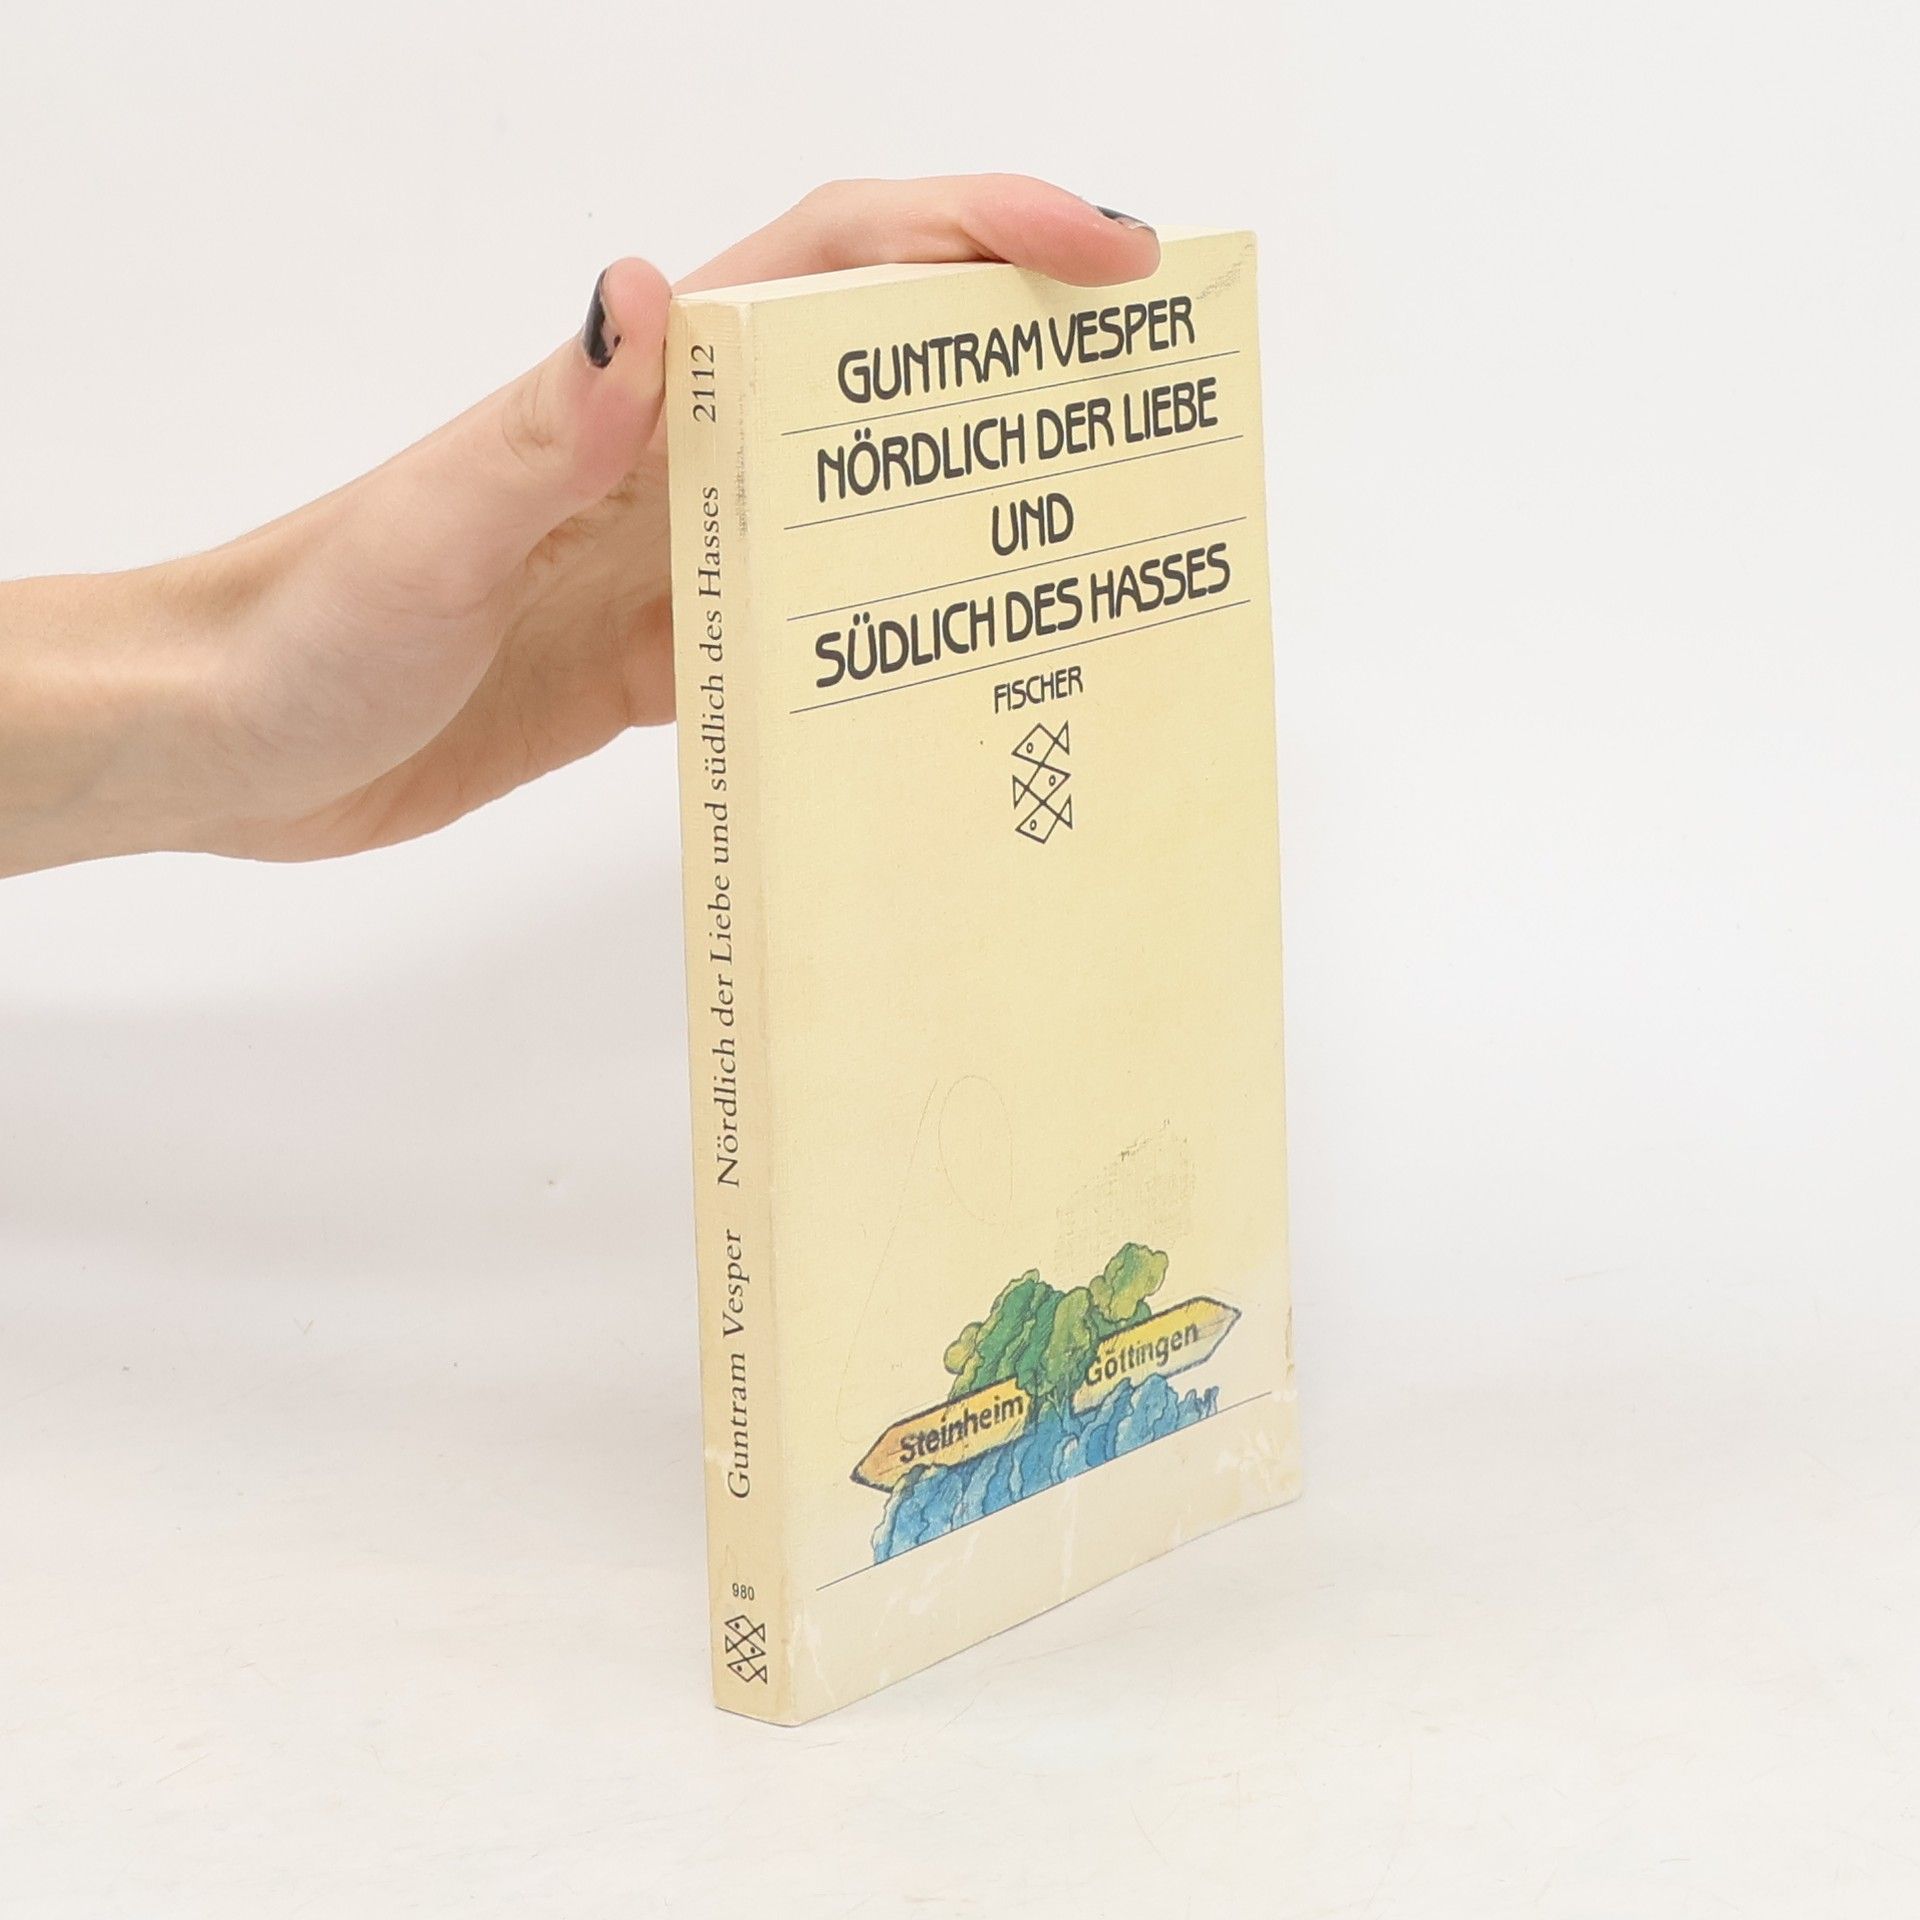 GUNTRAM VESPER
NÖRDLICH DER LIEBE
UND
SÜDLICH DES HASSES
FISCHER
Steinheim
Göttingen
Guntram Vesper Nördlich der Liebe und südlich des Hasses 2112
980